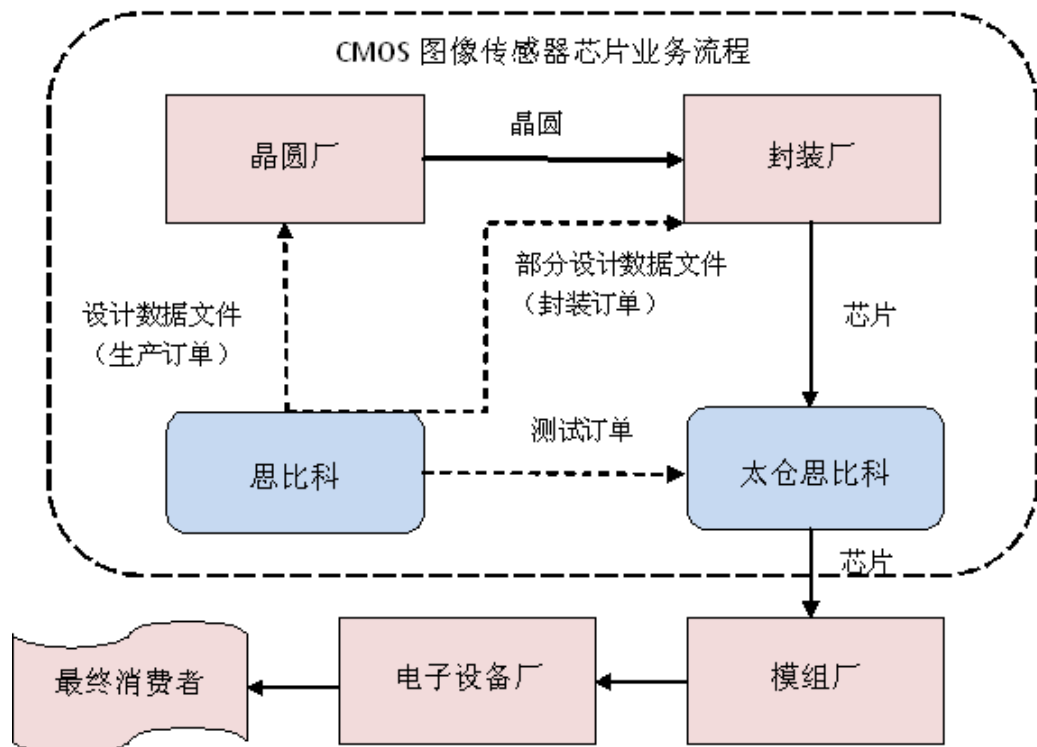 CMOS 图像传感器芯片业务流程
晶圆
晶圆厂
封装厂
部分设计数据文件
（封装订单）
设计数据文件
（生产订单）
芯片
测试订单
思比科
太仓思比科
芯片
最终消费者
电子设备厂
模组厂